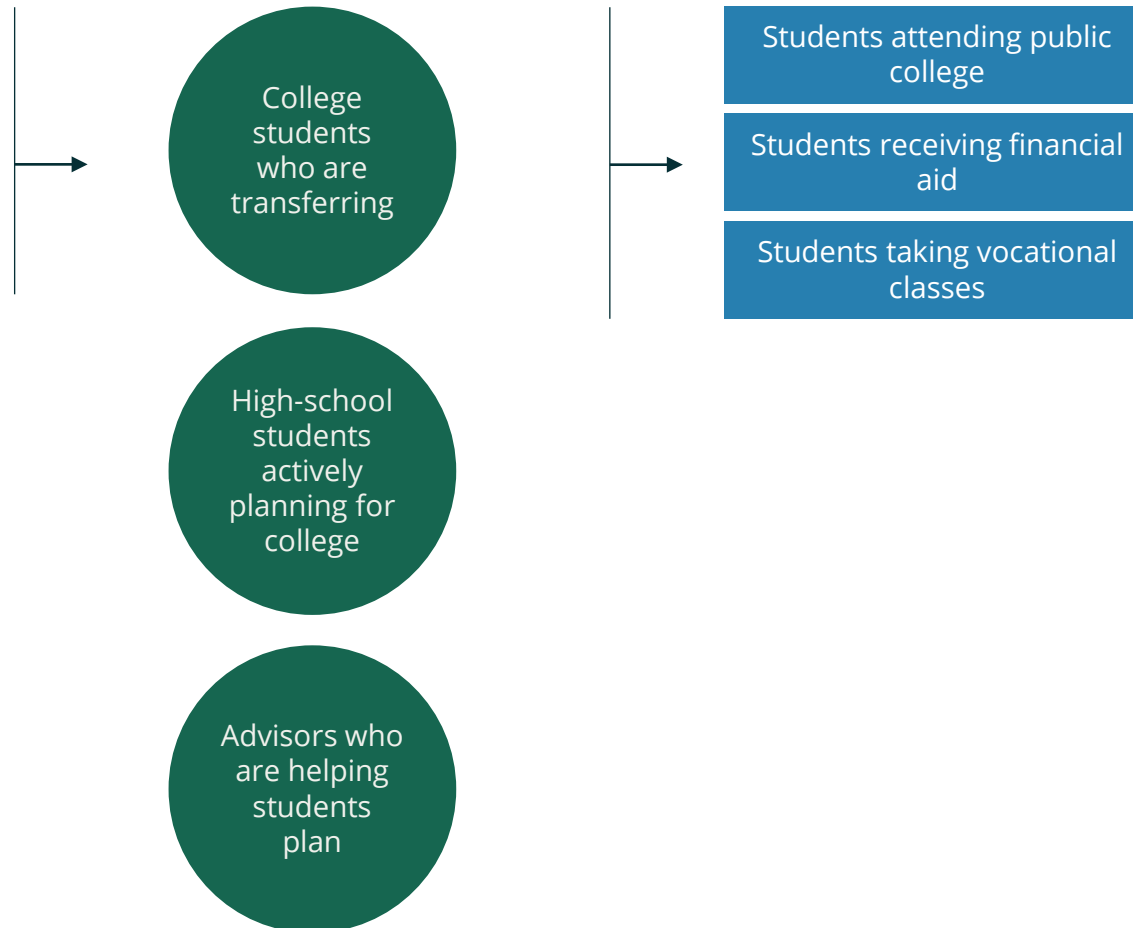 College
students
who are
transferring
Students attending public
college
Students receiving financial
aid
Students taking vocational
classes
High-school
students
actively
planning for
college
Advisors who
are helping
students
plan